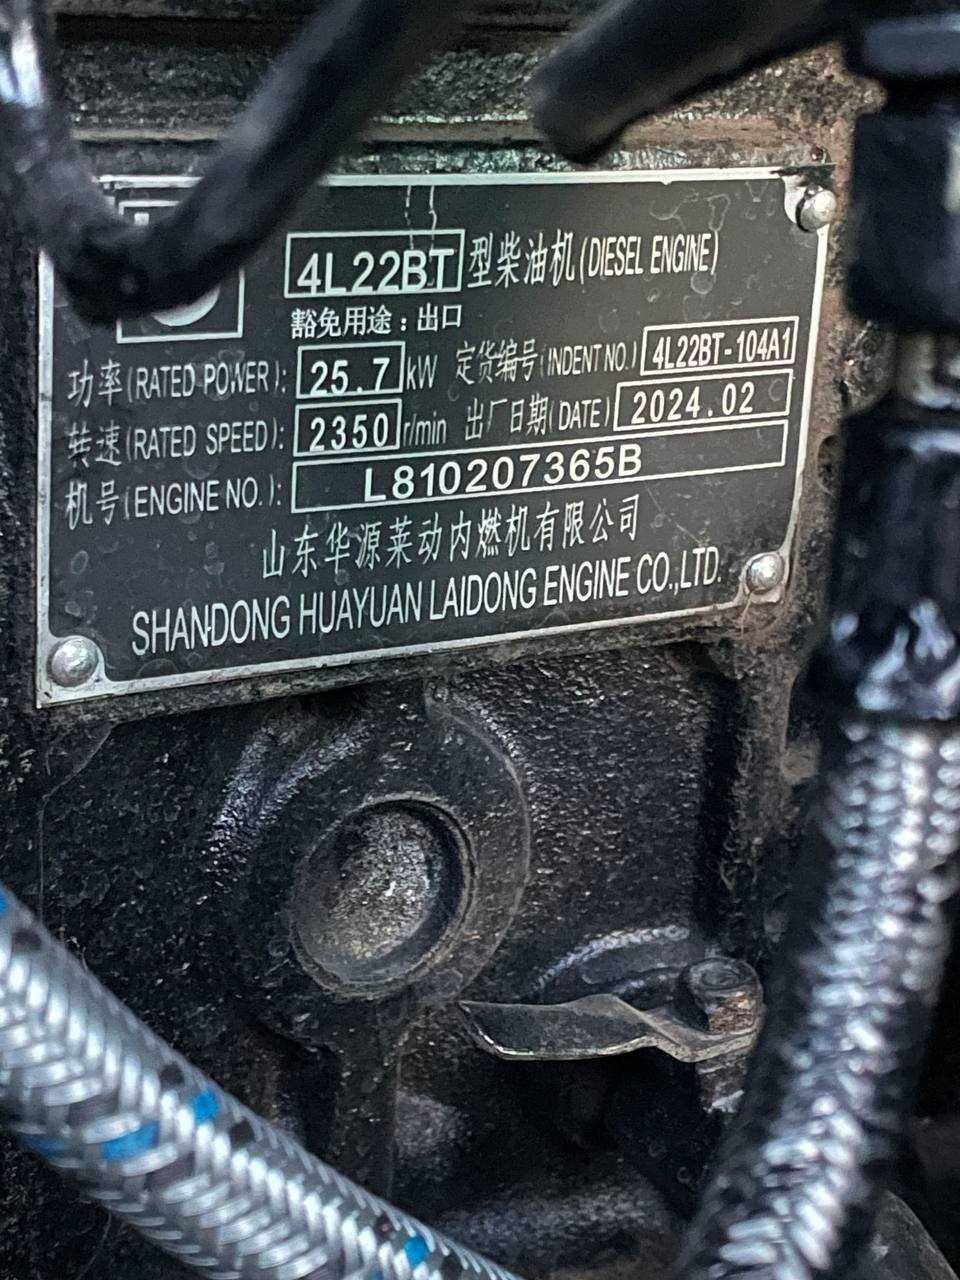 4L22BT 型柴油机(DIESEL ENGINE)
豁免用途：出口
功率(RATED POWER): 25.7 kW 定货编号(INDENT NO.) 4L22BT-104A1
转速(RATED SPEED): 2350 r/min 出厂日期(DATE) 2024.02
机号(ENGINE NO.): L810207365B
山东华源莱动内燃机有限公司
SHANDONG HUAYUAN LAIDONG ENGINE CO.,LTD.